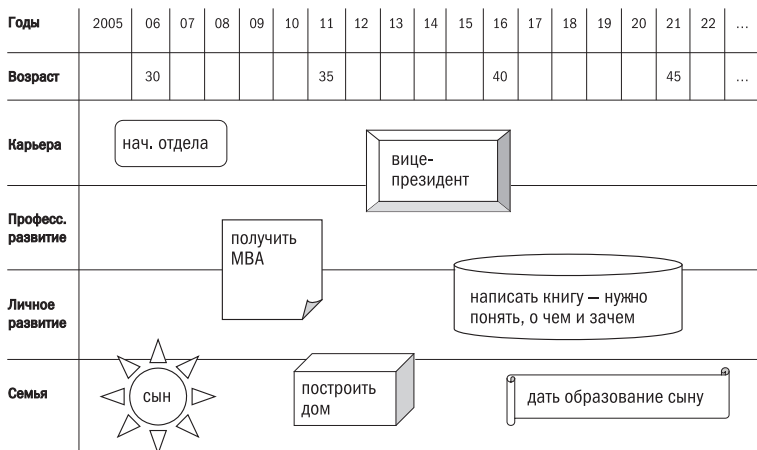 Годы 2005 06 07 08 09 10 11 12 13 14 15 16 17 18 19 20 21 22 ...
Возраст 30 35 40 45 ...
Карьера
нач. отдела
вице-
президент
Професс.
развитие
получить
МВА
Личное
развитие
написать книгу – нужно
понять, о чем и зачем
Семья
сын
построить
дом
дать образование сыну